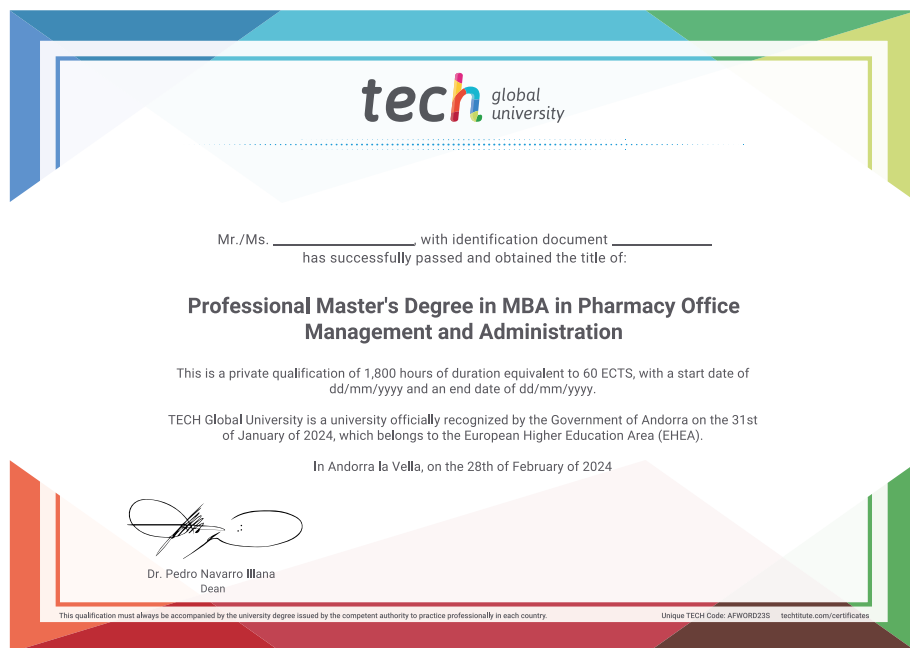 tech global university
Mr./Ms. ________________, with identification document ___________
has successfully passed and obtained the title of:
Professional Master's Degree in MBA in Pharmacy Office
Management and Administration
This is a private qualification of 1,800 hours of duration equivalent to 60 ECTS, with a start date of
dd/mm/yyyy and an end date of dd/mm/yyyy.
TECH Global University is a university officially recognized by the Government of Andorra on the 31st
of January of 2024, which belongs to the European Higher Education Area (EHEA).
In Andorra la Vella, on the 28th of February of 2024
Dr. Pedro Navarro Illana
Dean
This qualification must always be accompanied by the university degree issued by the competent authority to practice professionally in each country.
Unique TECH Code: AFWORD23S techtitute.com/certificates